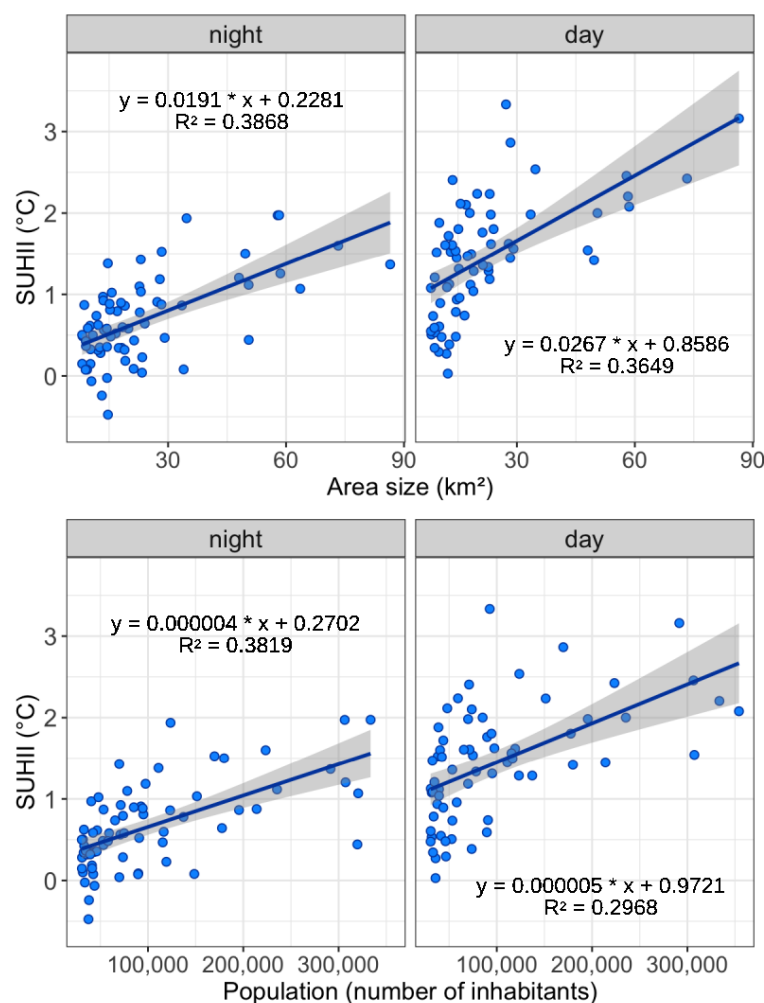 night day
y = 0.0191 * x + 0.2281
R² = 0.3868
y = 0.0267 * x + 0.8586
R² = 0.3649
SUHII (°C)
3
2
1
0
30 60 90 30 60 90
Area size (km²)
night day
y = 0.000004 * x + 0.2702
R² = 0.3819
y = 0.000005 * x + 0.9721
R² = 0.2968
SUHII (°C)
3
2
1
0
100,000 200,000 300,000 100,000 200,000 300,000
Population (number of inhabitants)